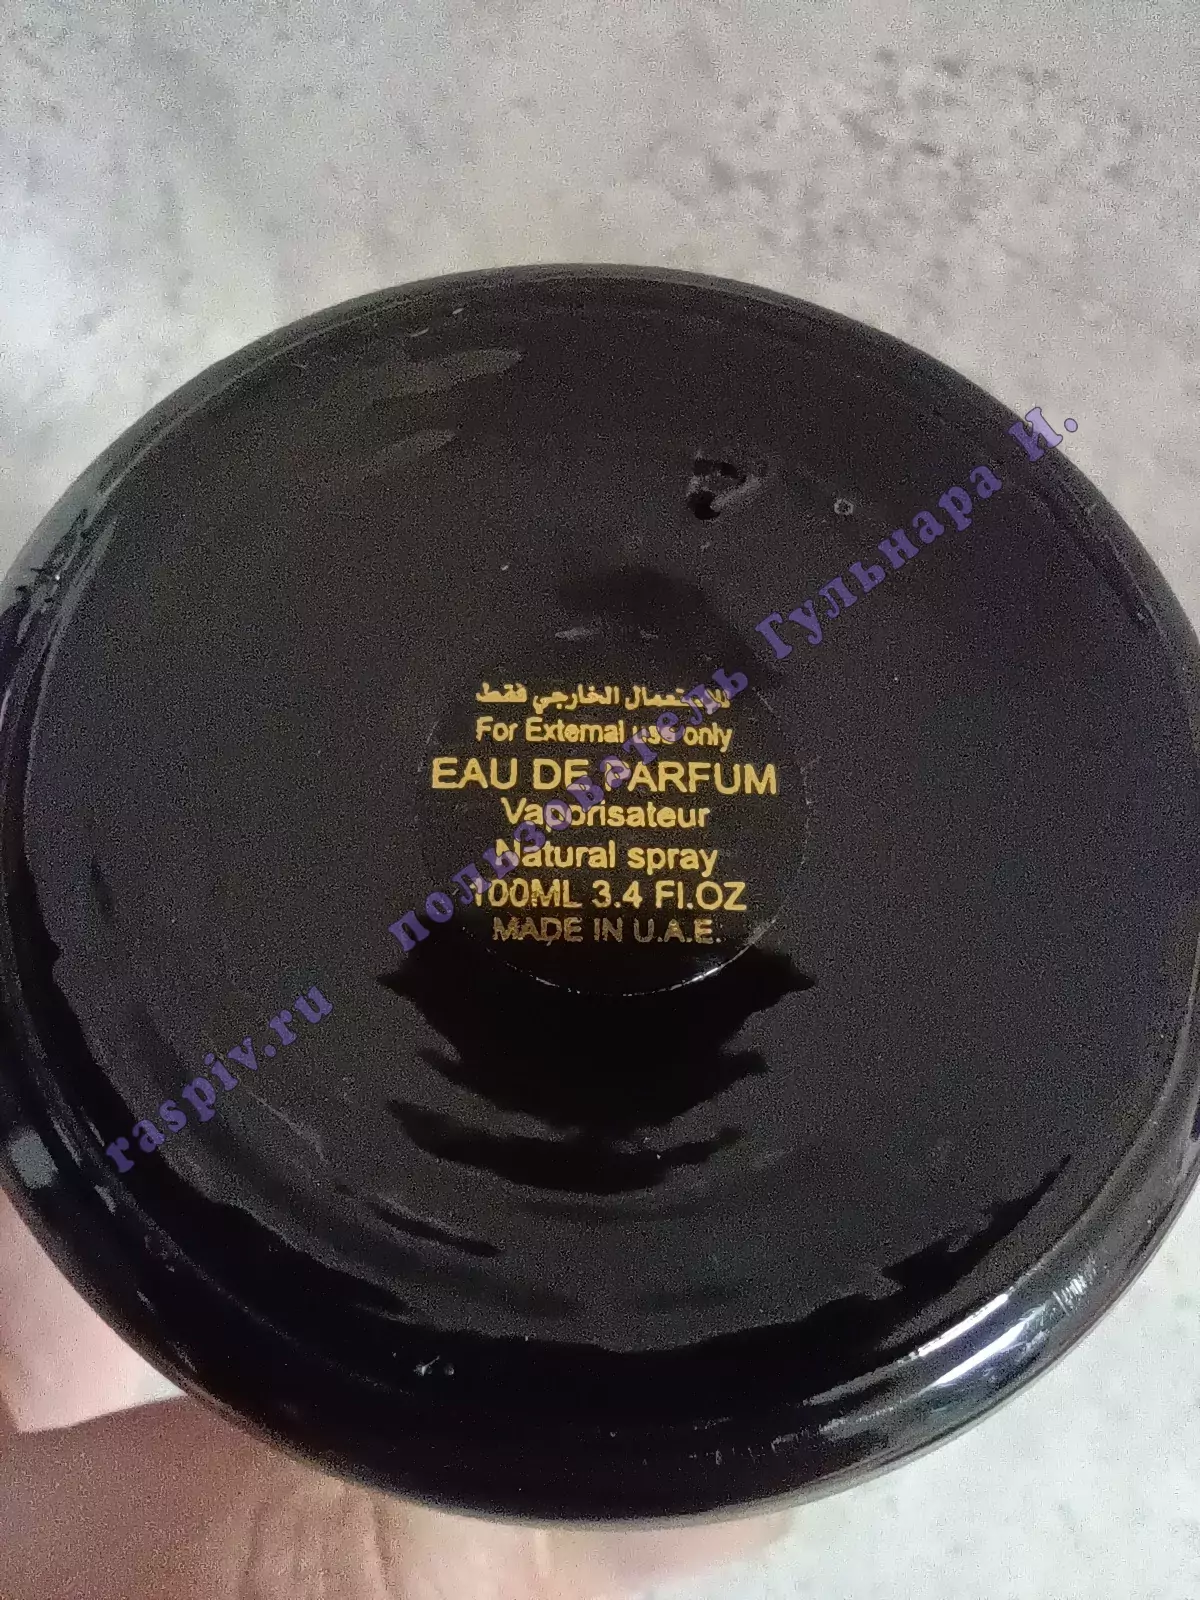 للاستعمال الخارجي فقط
For External use only
EAU DE PARFUM
Vaporisateur
Natural spray
100ML 3.4 Fl.OZ
MADE IN U.A.E.
raspiv.ru пользователь Гульнара И.